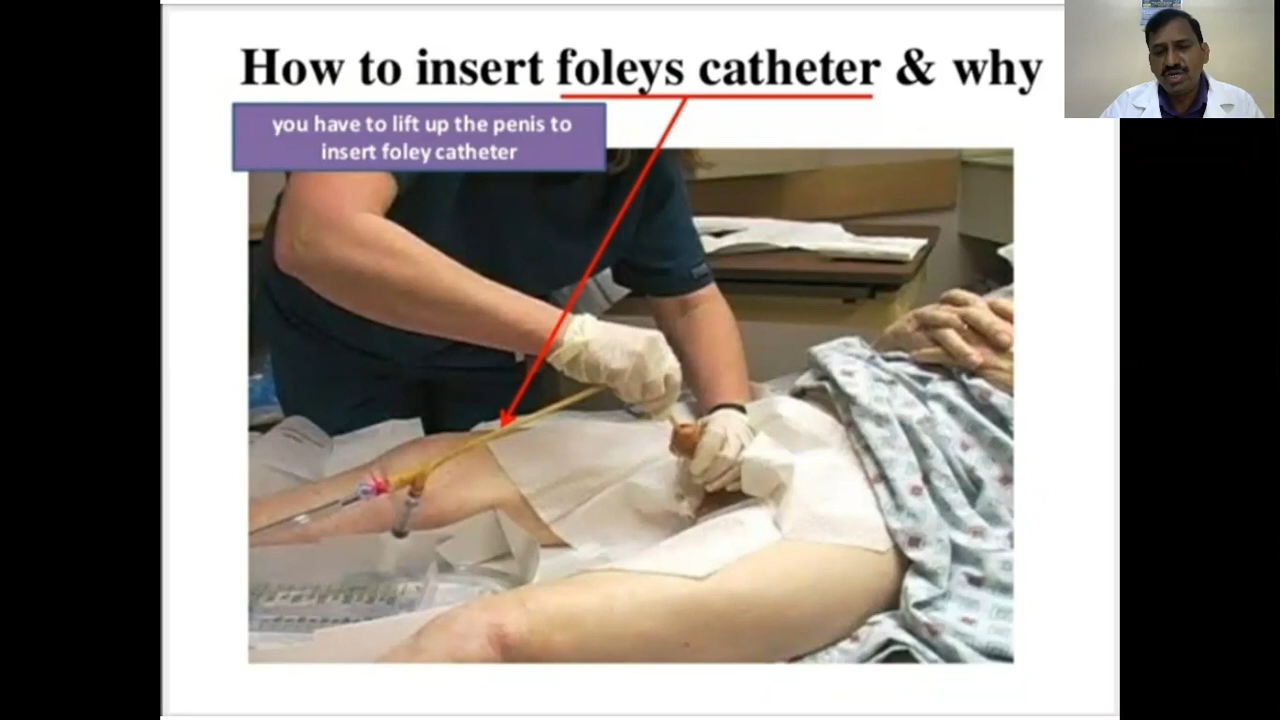 How to insert foleys catheter & why
you have to lift up the penis to
insert foley catheter